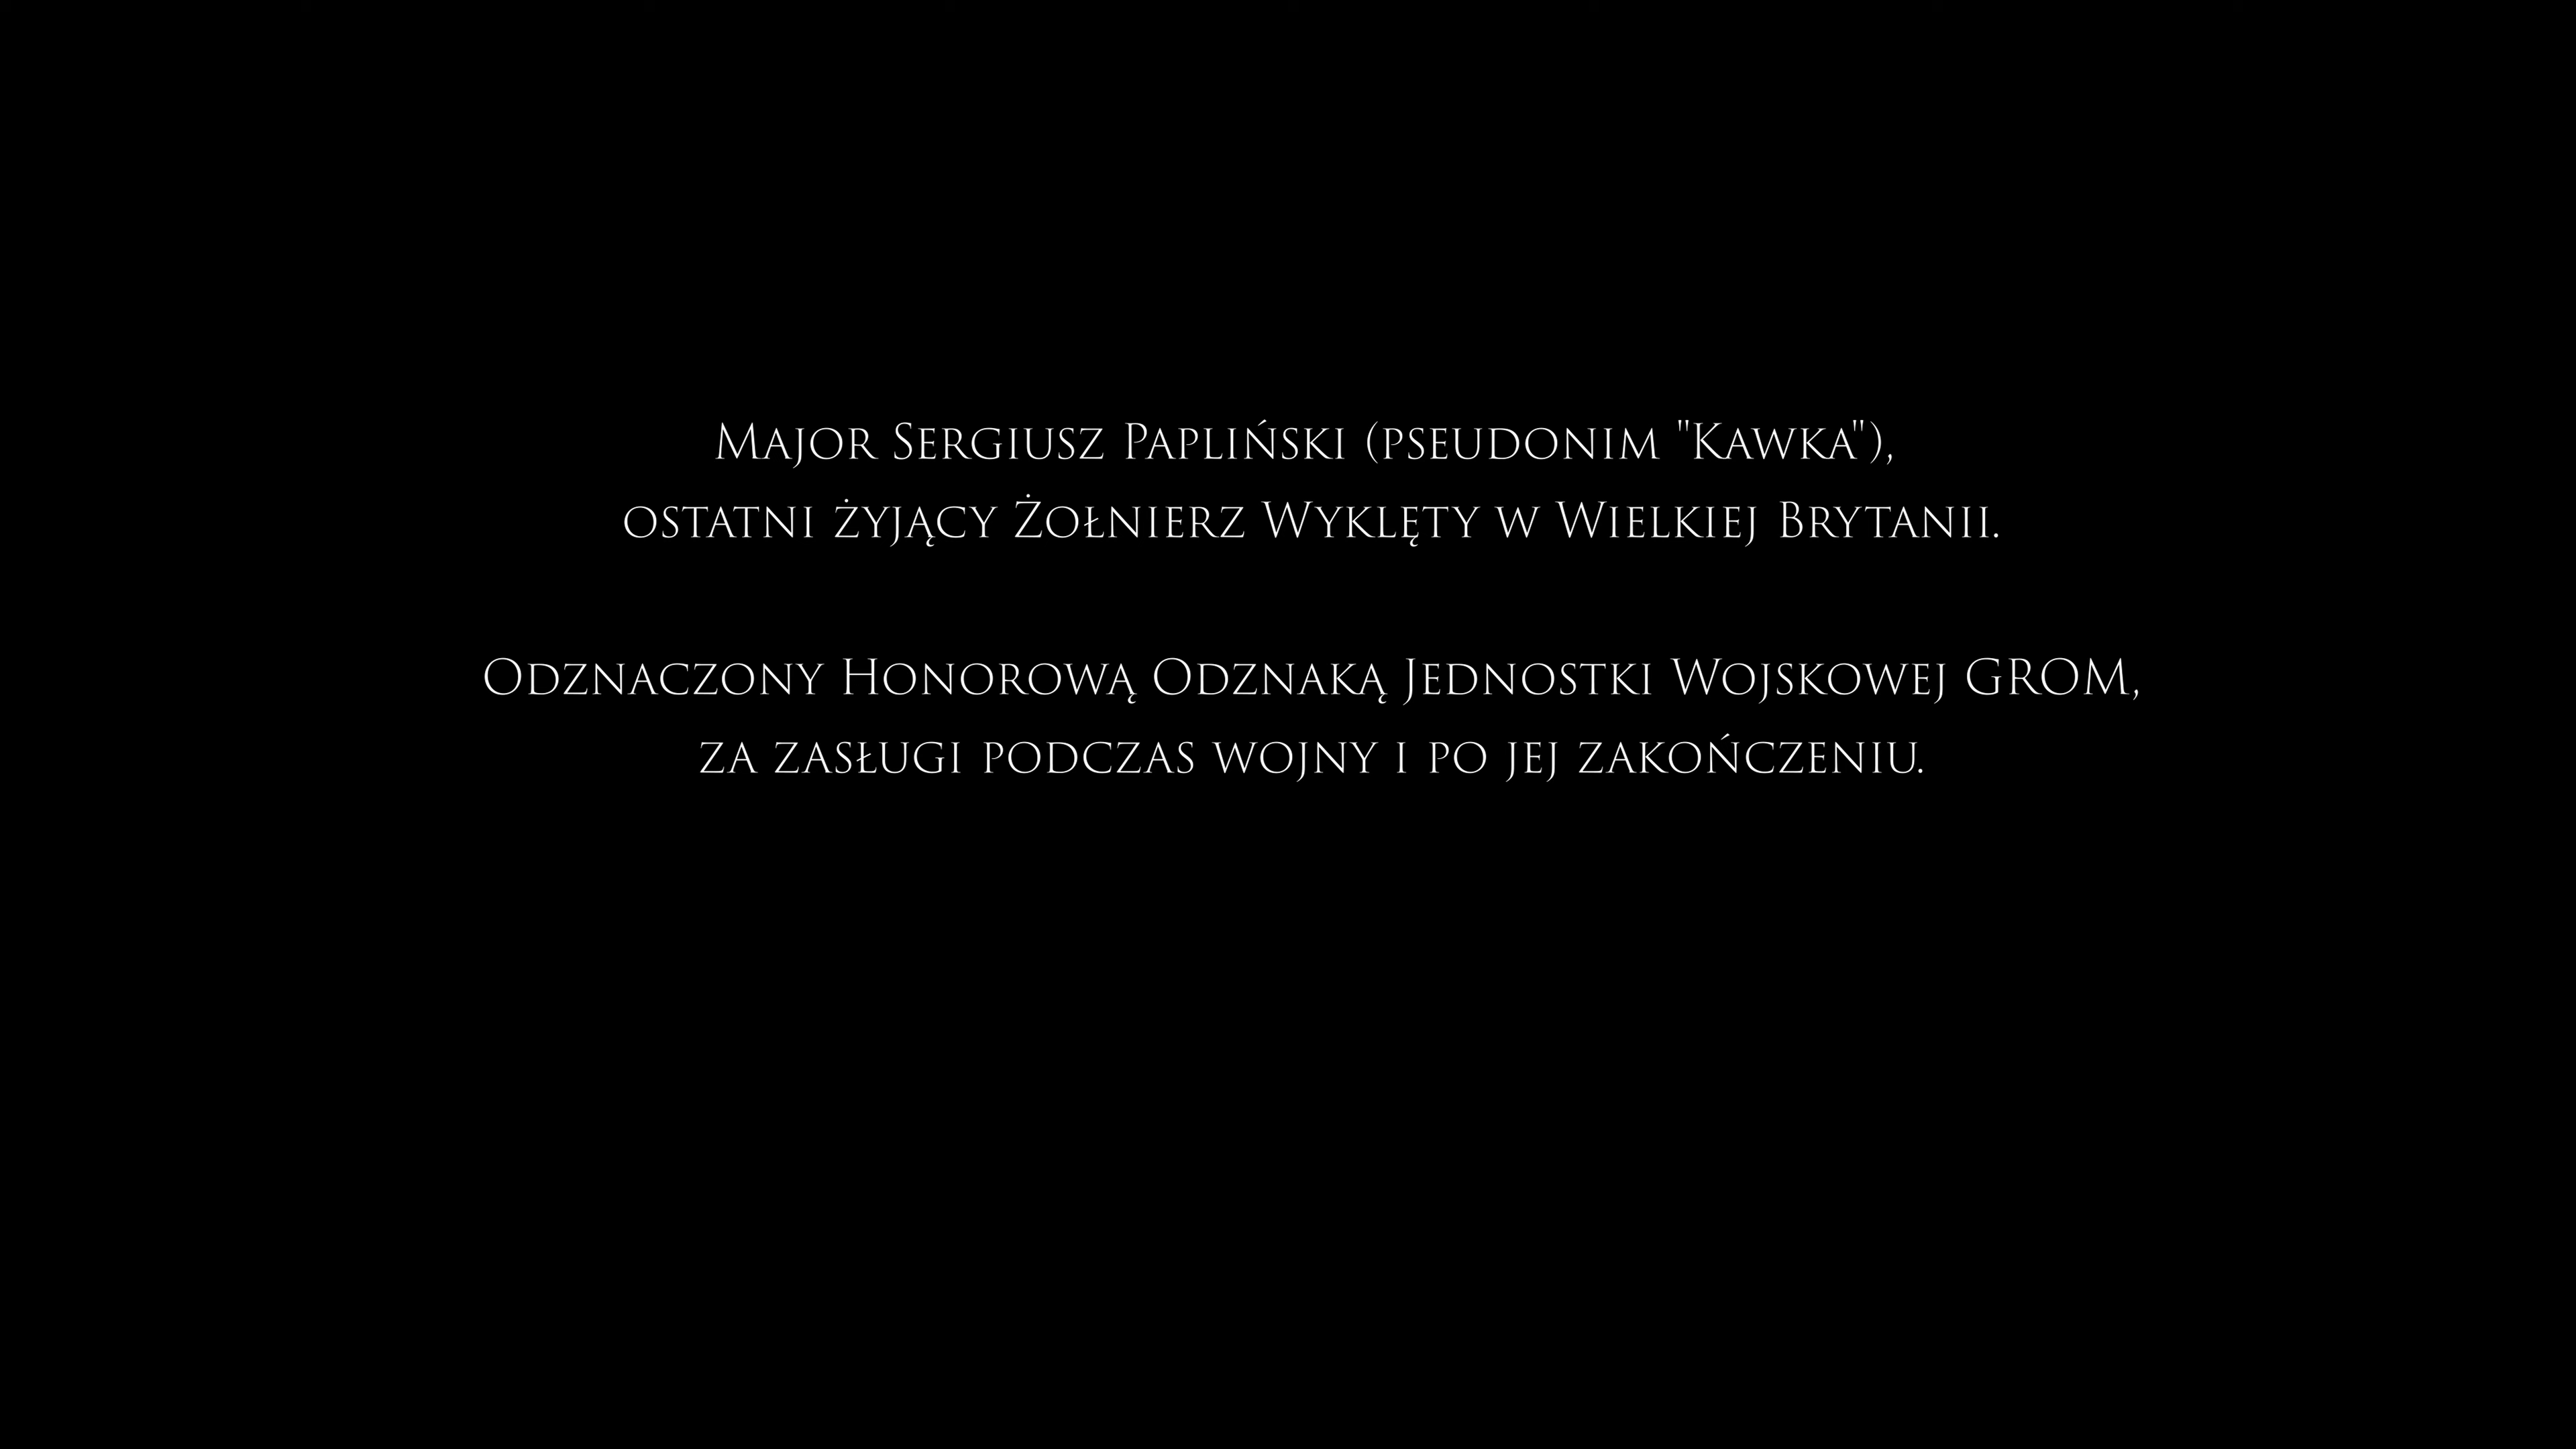 Major Sergiusz Papliński (pseudonim "Kawka"),
ostatni żyjący Żołnierz Wyklęty w Wielkiej Brytanii.
Odznaczony Honorową Odznaką Jednostki Wojskowej GROM,
za zasługi podczas wojny i po jej zakończeniu.